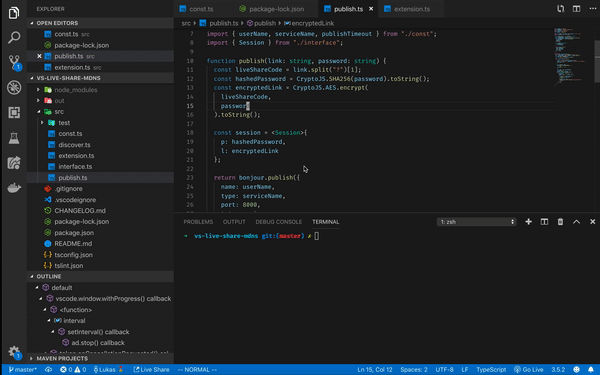 EXPLORER
OPEN EDITORS
const.ts src
package-lock.json
publish.ts src
extension.ts src
VS-LIVE-SHARE-MDNS
node_modules
out
src
test
const.ts
discover.ts
extension.ts
interface.ts
publish.ts
.gitignore
.vscodeignore
CHANGELOG.md
package-lock.json
package.json
README.md
tsconfig.json
tslint.json
OUTLINE
default
vscode.window.withProgress() callback
<function>
interval
setInterval() callback
ad.stop() callback
MAVEN PROJECTS
const.ts package-lock.json publish.ts extension.ts
src publish.ts publish encryptedLink
7 import { userName, serviceName, publishTimeout } from "./const";
8 import { Session } from "./interface";
9
10 function publish(link: string, password: string) {
11 const liveShareCode = link.split("?")[1];
12 const hashedPassword = CryptoJS.SHA256(password).toString();
13 const encryptedLink = CryptoJS.AES.encrypt(
14 liveShareCode,
15 password
16 ).toString();
17
18 const session = <Session>{
19 p: hashedPassword,
20 l: encryptedLink
21 };
22
23 return bonjour.publish({
24 name: userName,
25 type: serviceName,
26 port: 8000,
PROBLEMS OUTPUT DEBUG CONSOLE TERMINAL 1: zsh
→ vs-live-share-mdns git:(master) ✗
master* 0 0 Lukas Live Share -- NORMAL -- Ln 15, Col 12 Spaces: 2 UTF-8 LF TypeScript Go Live 3.5.2